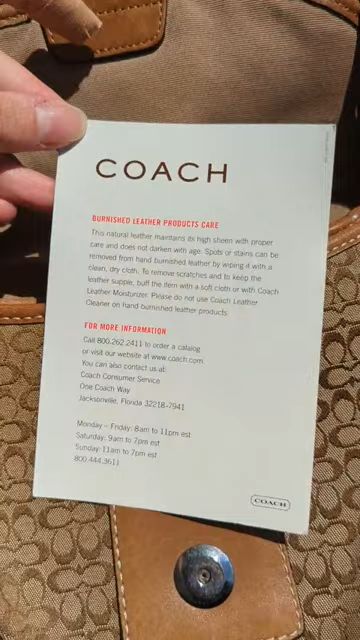 COACH
BURNISHED LEATHER PRODUCTS CARE
This natural leather maintains its high sheen with proper
care and does not darken with age. Spots or stains can be
removed from hand burnished leather by wiping it with a
clean, dry cloth. To remove scratches and to keep the
leather supple, buff the item with a soft cloth or with Coach
Leather Moisturizer. Please do not use Coach Leather
Cleaner on hand burnished leather products.
FOR MORE INFORMATION
Call 800.262.2411 to order a catalog
or visit our website at www.coach.com
You can also contact us at:
Coach Consumer Service
One Coach Way
Jacksonville, Florida 32218-7941
Monday – Friday: 8am to 11pm est
Saturday: 9am to 7pm est
Sunday: 11am to 7pm est
800.444.3611
COACH